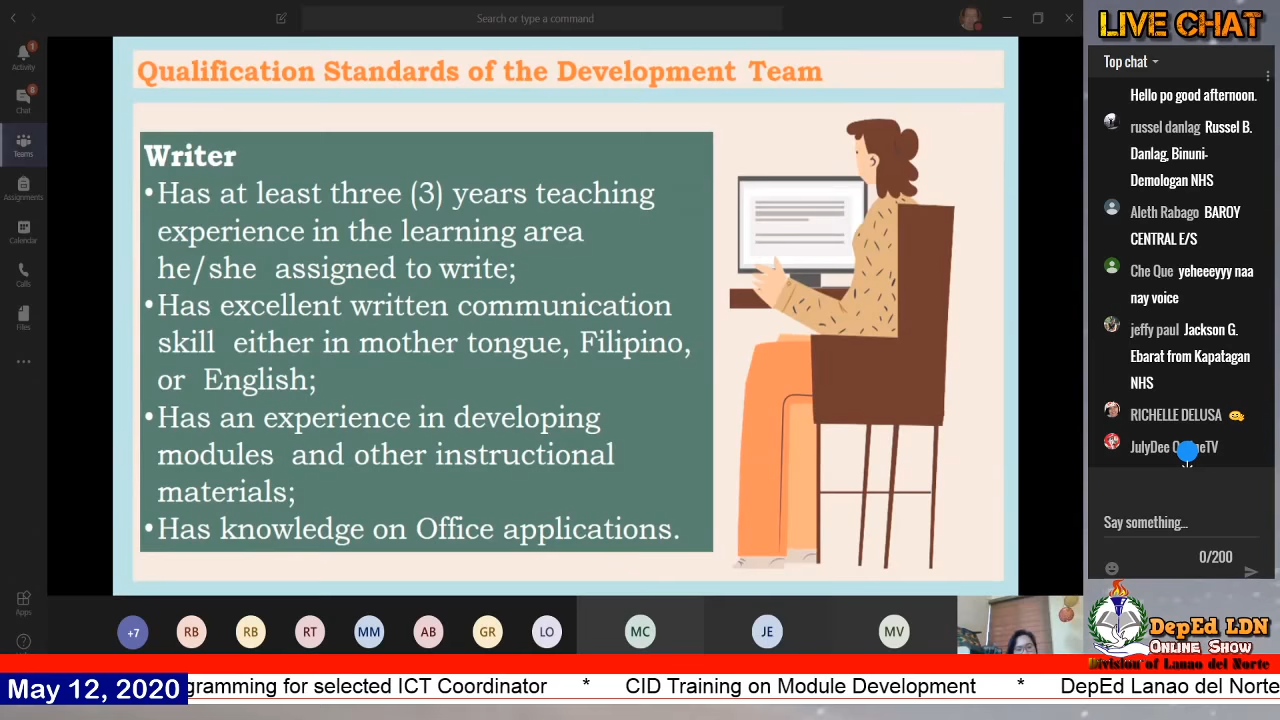 Search or type a command
LIVE CHAT
Top chat
Hello po good afternoon.
russel danlag Russel B.
Danlag, Binuni-
Demologan NHS
Aleth Rabago BAROY
CENTRAL E/S
Che Que yeheeeyyy naa
nay voice
jeffy paul Jackson G.
Ebarat from Kapatagan
NHS
RICHELLE DELUSA
JulyDee
Say something...
0/200
1
Activity
8
Chat
Teams
Assignments
Calendar
Calls
Files
Apps
Qualification Standards of the Development Team
Writer
•Has at least three (3) years teaching
experience in the learning area
he/she assigned to write;
•Has excellent written communication
skill either in mother tongue, Filipino,
or English;
•Has an experience in developing
modules and other instructional
materials;
•Has knowledge on Office applications.
+7 RB RB RT MM AB GR LO MC JE MV
DepEd LDN
Online Show
Division of Lanao del Norte
May 12, 2020 gramming for selected ICT Coordinator * CID Training on Module Development * DepEd Lanao del Norte